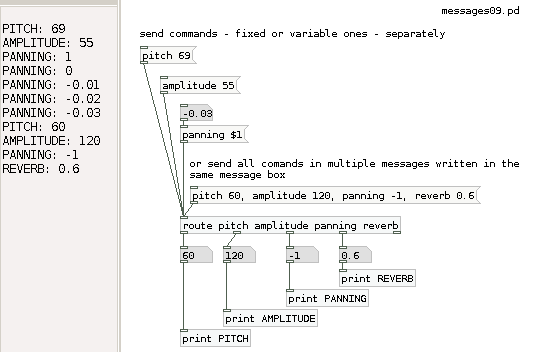 PITCH: 69
AMPLITUDE: 55
PANNING: 1
PANNING: 0
PANNING: -0.01
PANNING: -0.02
PANNING: -0.03
PITCH: 60
AMPLITUDE: 120
PANNING: -1
REVERB: 0.6
messages09.pd
send commands - fixed or variable ones - separately
pitch 69
amplitude 55
-0.03
panning $1
or send all comands in multiple messages written in the
same message box
pitch 60, amplitude 120, panning -1, reverb 0.6
route pitch amplitude panning reverb
60 120 -1 0.6
print REVERB
print PANNING
print AMPLITUDE
print PITCH